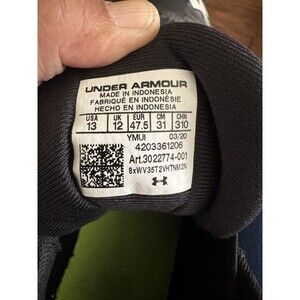 UNDER ARMOUR
MADE IN INDONESIA
FABRIQUÉ EN INDONÉSIE
HECHO EN INDONESIA
USA UK EUR CM CHN
13 12 47.5 31 310
YMUI 03/20
4203361206
Art.3022774-001
8xWV35T2VHTNM2N